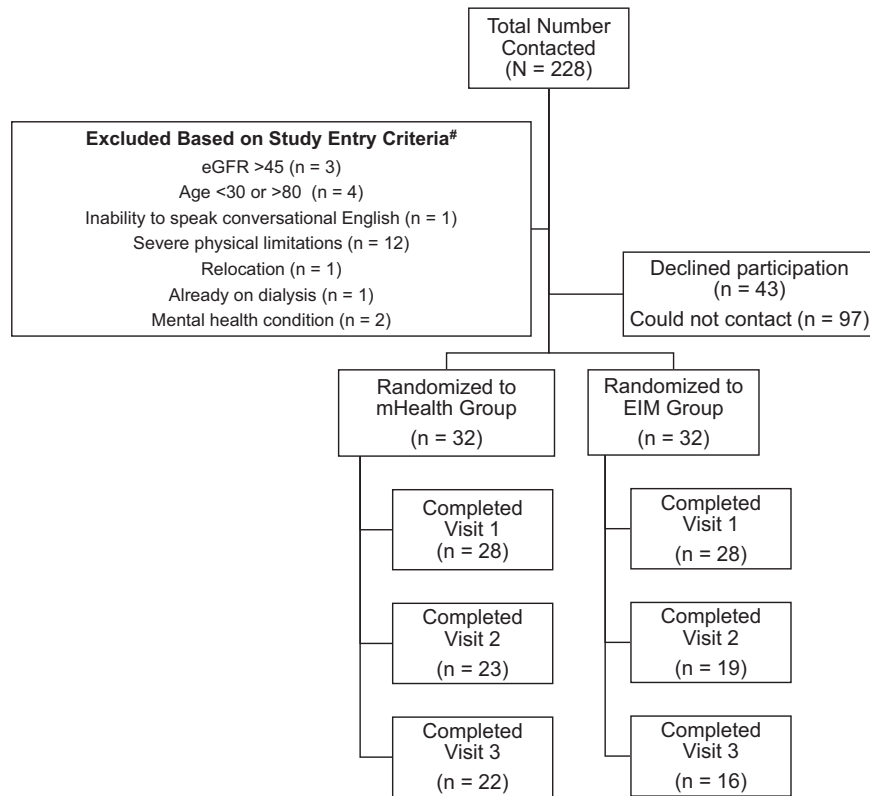 Total Number
Contacted
(N = 228)
Excluded Based on Study Entry Criteria#
eGFR >45 (n = 3)
Age <30 or >80 (n = 4)
Inability to speak conversational English (n = 1)
Severe physical limitations (n = 12)
Relocation (n = 1)
Already on dialysis (n = 1)
Mental health condition (n = 2)
Declined participation
(n = 43)
Could not contact (n = 97)
Randomized to
mHealth Group
(n = 32)
Randomized to
EIM Group
(n = 32)
Completed
Visit 1
(n = 28)
Completed
Visit 1
(n = 28)
Completed
Visit 2
(n = 23)
Completed
Visit 2
(n = 19)
Completed
Visit 3
(n = 22)
Completed
Visit 3
(n = 16)